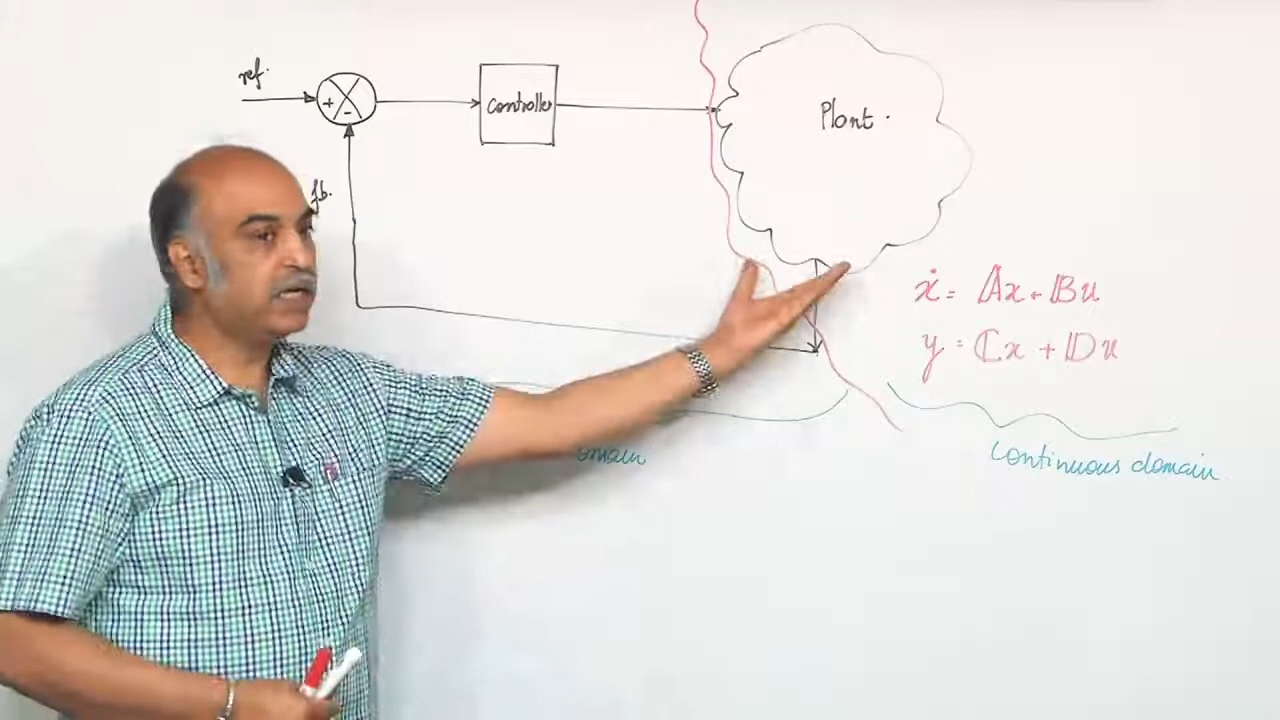 ref.
+
-
Controller
Plant.
fb.
ẋ = Ax + Bu
y = Cx + Du
Continuous domain